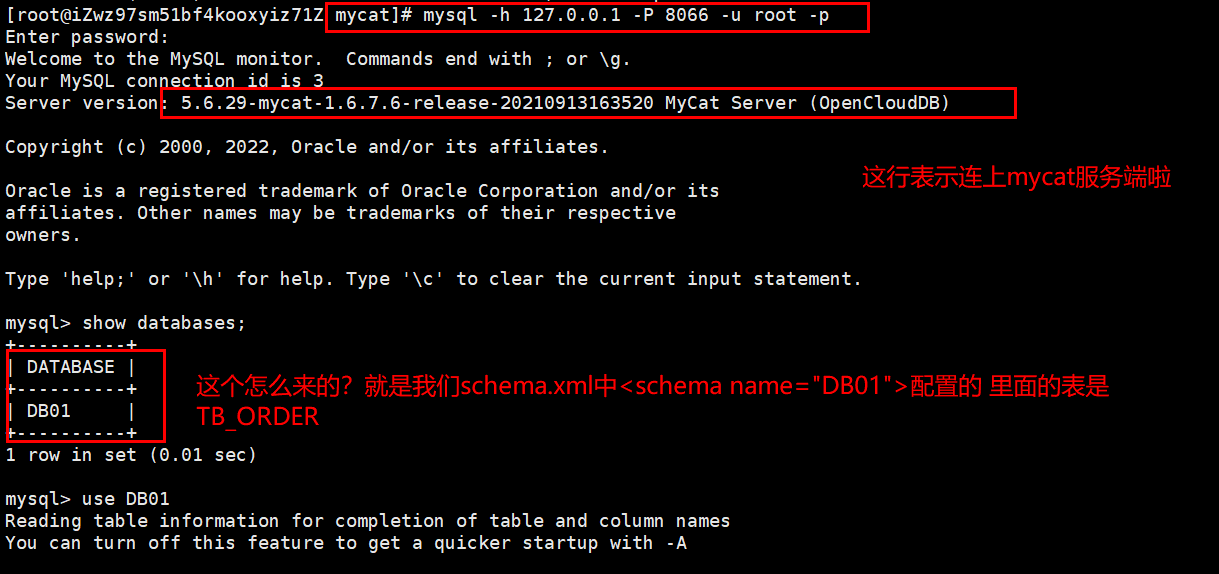 [root@iZwz97sm51bf4kooxyiz71Z mycat]# mysql -h 127.0.0.1 -P 8066 -u root -p
Enter password:
Welcome to the MySQL monitor.  Commands end with ; or \g.
Your MySQL connection id is 3
Server version: 5.6.29-mycat-1.6.7.6-release-20210913163520 MyCat Server (OpenCloudDB)
Copyright (c) 2000, 2022, Oracle and/or its affiliates.
这行表示连上mycat服务端啦
Oracle is a registered trademark of Oracle Corporation and/or its
affiliates. Other names may be trademarks of their respective
owners.
Type 'help;' or '\h' for help. Type '\c' to clear the current input statement.
mysql> show databases;
+----------+
| DATABASE |
+----------+
| DB01     |
+----------+
这个怎么来的？就是我们schema.xml中<schema name="DB01">配置的 里面的表是
TB_ORDER
1 row in set (0.01 sec)
mysql> use DB01
Reading table information for completion of table and column names
You can turn off this feature to get a quicker startup with -A